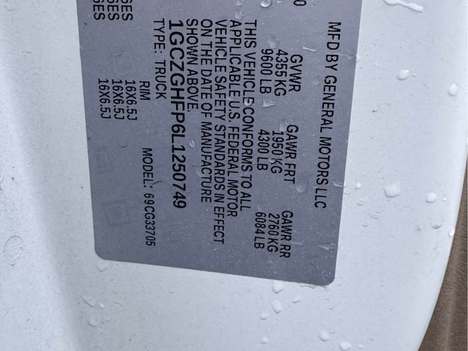 MFD BY GENERAL MOTORS LLC
GVWR GAWR FRT GAWR RR
4355 KG 1950 KG 2760 KG
9600 LB 4300 LB 6084 LB
THIS VEHICLE CONFORMS TO ALL
APPLICABLE U.S. FEDERAL MOTOR
VEHICLE SAFETY STANDARDS IN EFFECT
ON THE DATE OF MANUFACTURE
SHOWN ABOVE.
1GCZGHFP6L1250749
TYPE: TRUCK MODEL: 69CG33705
RIM
16X6.5J
16X6.5J
16X6.5J